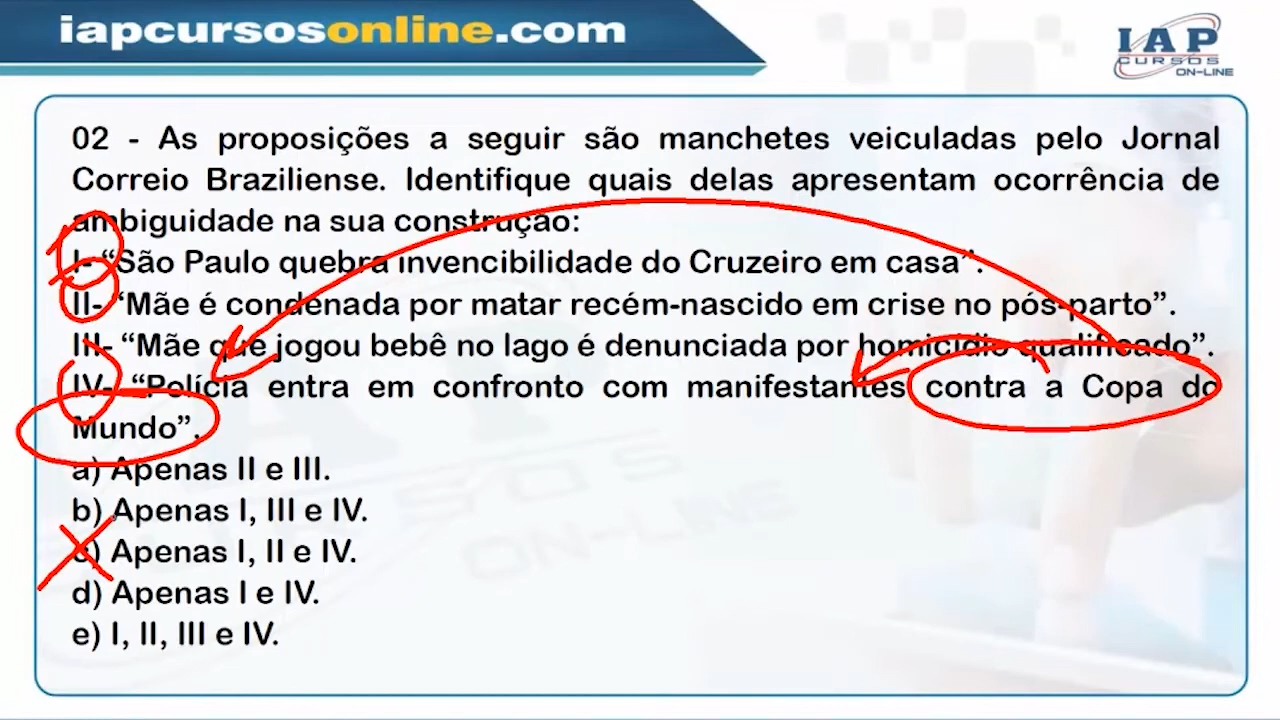 iapcursosonline.com
IAP
CURSOS
ON-LINE
02 - As proposições a seguir são manchetes veiculadas pelo Jornal
Correio Braziliense. Identifique quais delas apresentam ocorrência de
ambiguidade na sua construção:
I- “São Paulo quebra invencibilidade do Cruzeiro em casa”.
II- “Mãe é condenada por matar recém-nascido em crise no pós-parto”.
III- “Mãe que jogou bebê no lago é denunciada por homicídio qualificado”.
IV- “Polícia entra em confronto com manifestantes contra a Copa do
Mundo”.
a) Apenas II e III.
b) Apenas I, III e IV.
c) Apenas I, II e IV.
d) Apenas I e IV.
e) I, II, III e IV.